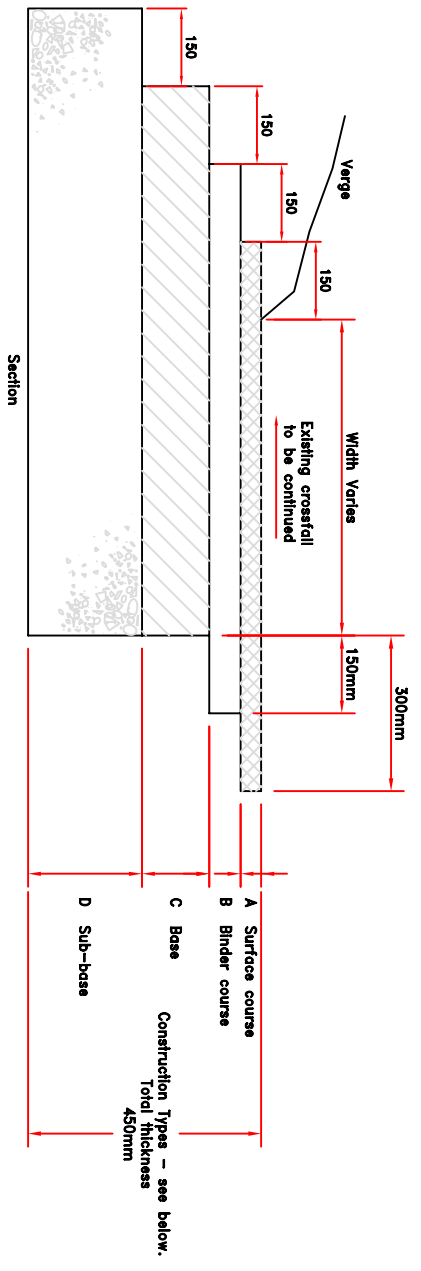 Verge
150
150
150
150
Width Varies
Existing crossfall
to be continued
150mm
300mm
A Surface course
B Binder course
C Base
D Sub-base
Construction Types - see below.
Total thickness
450mm
Section